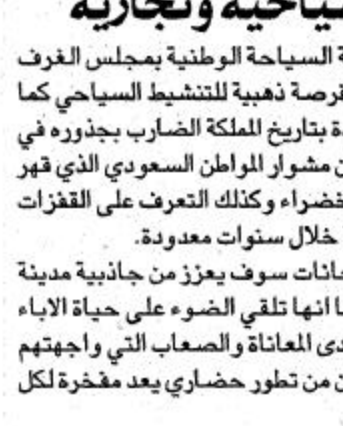 سياحية وتجارية
السياحة الوطنية بمجلس الغرف
فرصة ذهبية للتنشيط السياحي كما
بتاريخ المملكة الضارب بجذوره في
مشوار المواطن السعودي الذي قهر
خضراء وكذلك التعرف على القفزات
خلال سنوات معدودة.
سوف يعزز من جاذبية مدينة
انها تلقي الضوء على حياة الاباء
المعاناة والصعاب التي واجهتهم
من تطور حضاري يعد مفخرة لكل